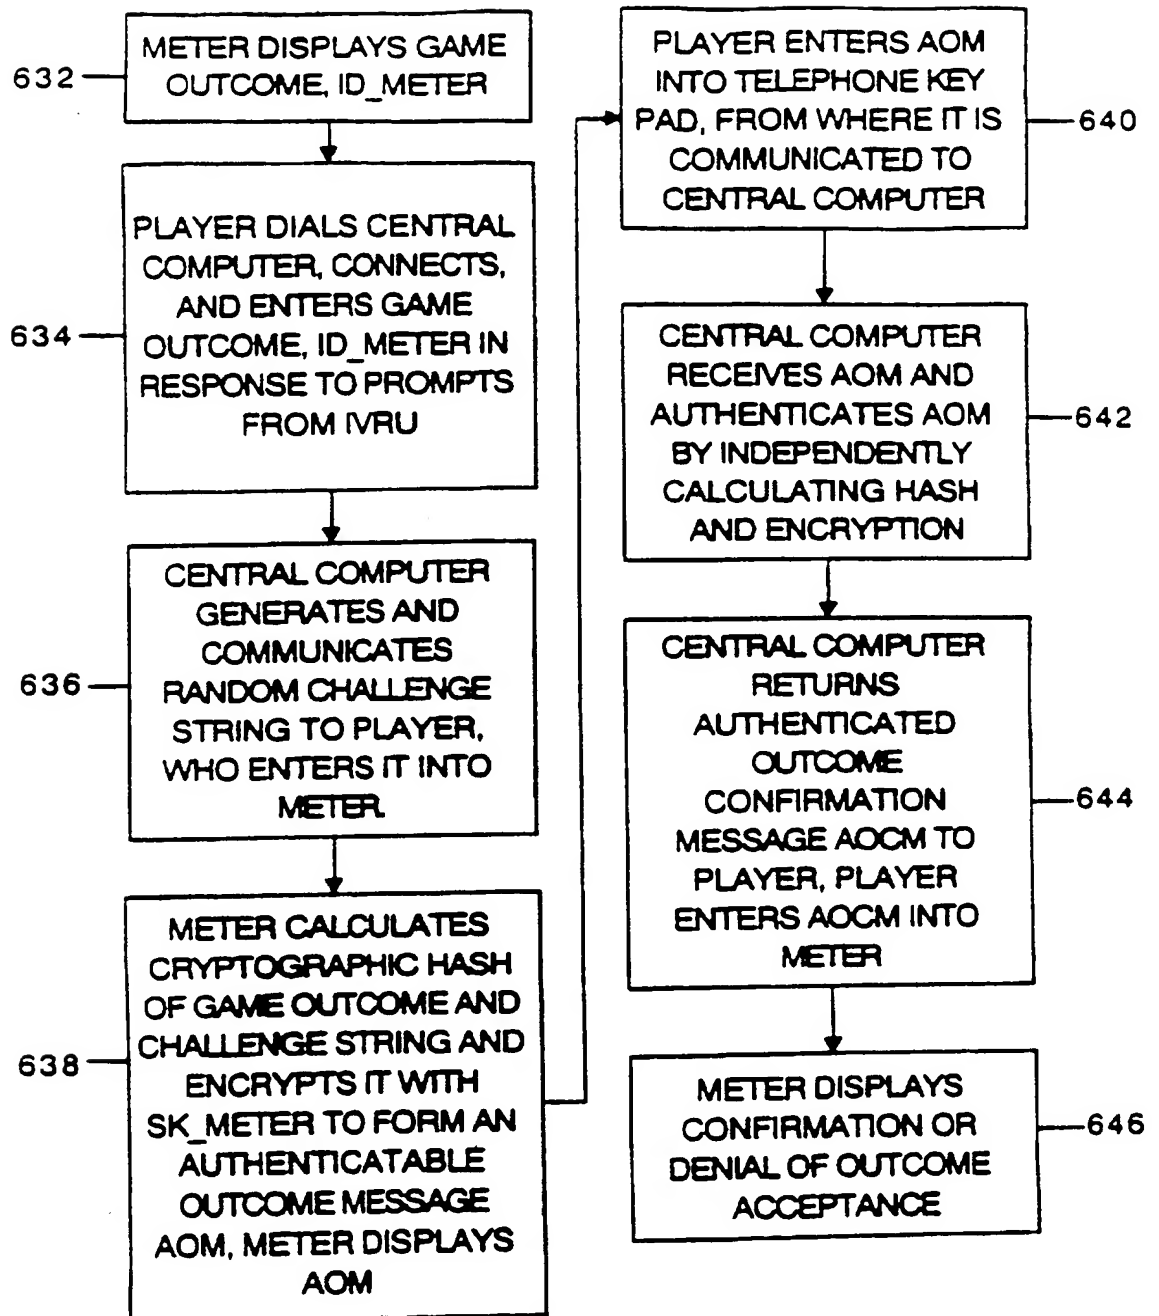 632
METER DISPLAYS GAME
OUTCOME, ID_METER
634
PLAYER DIALS CENTRAL
COMPUTER, CONNECTS,
AND ENTERS GAME
OUTCOME, ID_METER IN
RESPONSE TO PROMPTS
FROM IVRU
636
CENTRAL COMPUTER
GENERATES AND
COMMUNICATES
RANDOM CHALLENGE
STRING TO PLAYER,
WHO ENTERS IT INTO
METER.
638
METER CALCULATES
CRYPTOGRAPHIC HASH
OF GAME OUTCOME AND
CHALLENGE STRING AND
ENCRYPTS IT WITH
SK_METER TO FORM AN
AUTHENTICATABLE
OUTCOME MESSAGE
AOM, METER DISPLAYS
AOM
PLAYER ENTERS AOM
INTO TELEPHONE KEY
PAD, FROM WHERE IT IS
COMMUNICATED TO
CENTRAL COMPUTER
640
CENTRAL COMPUTER
RECEIVES AOM AND
AUTHENTICATES AOM
BY INDEPENDENTLY
CALCULATING HASH
AND ENCRYPTION
642
CENTRAL COMPUTER
RETURNS
AUTHENTICATED
OUTCOME
CONFIRMATION
MESSAGE AOCM TO
PLAYER, PLAYER
ENTERS AOCM INTO
METER
644
METER DISPLAYS
CONFIRMATION OR
DENIAL OF OUTCOME
ACCEPTANCE
646